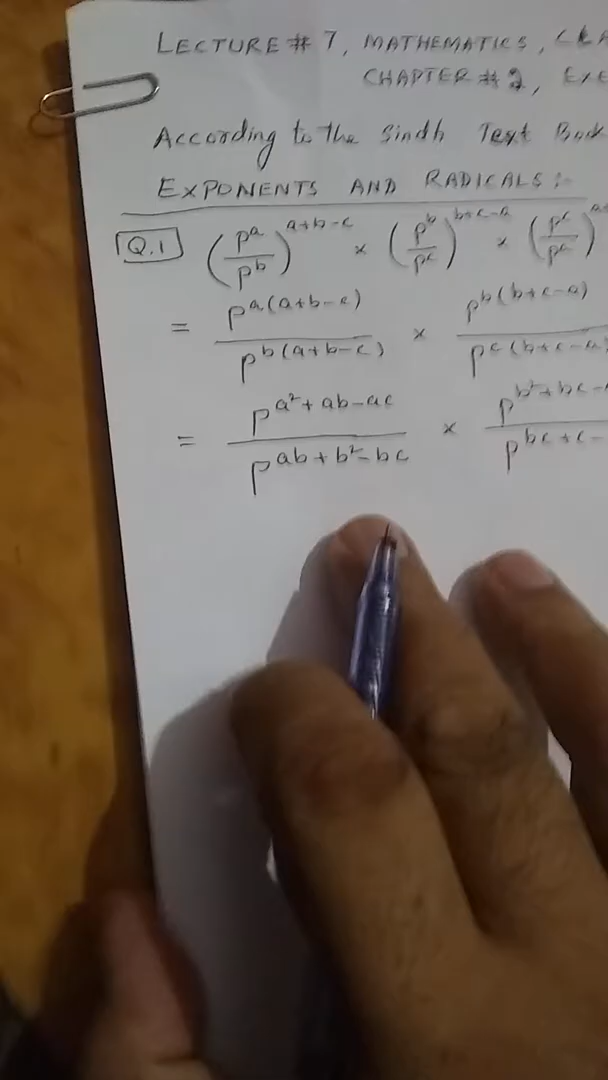 LECTURE # 7, MATHEMATICS,
CHAPTER # 2,
According to the Sindh Text Book
EXPONENTS AND RADICALS :-
Q.1 (p^a/p^b)^(a+b-c) × (p^b/p^c)^(b+c-a) × (p^c/p^
= p^a(a+b-c)/p^b(a+b-c) × p^b(b+c-a)/p^c(b+c-a)
= p^a²+ab-ac/p^ab+b²-bc × p^b²+bc-/p^bc+c-